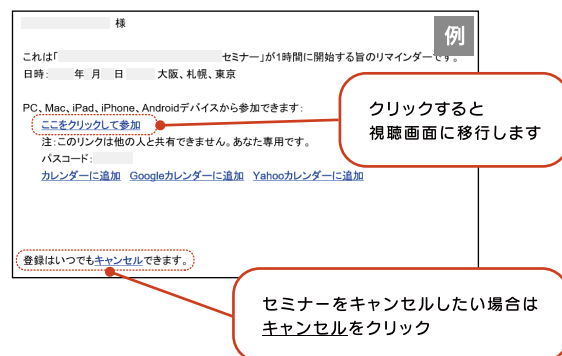 様
例
これは「 セミナー」が1時間に開始する旨のリマインダーです。
日時: 年 月 日 大阪、札幌、東京
PC、Mac、iPad、iPhone、Androidデバイスから参加できます:
ここをクリックして参加
注:このリンクは他の人と共有できません。あなた専用です。
パスコード:
カレンダーに追加 Googleカレンダーに追加 Yahooカレンダーに追加
登録はいつでもキャンセルできます。
クリックすると
視聴画面に移行します
セミナーをキャンセルしたい場合は
キャンセルをクリック